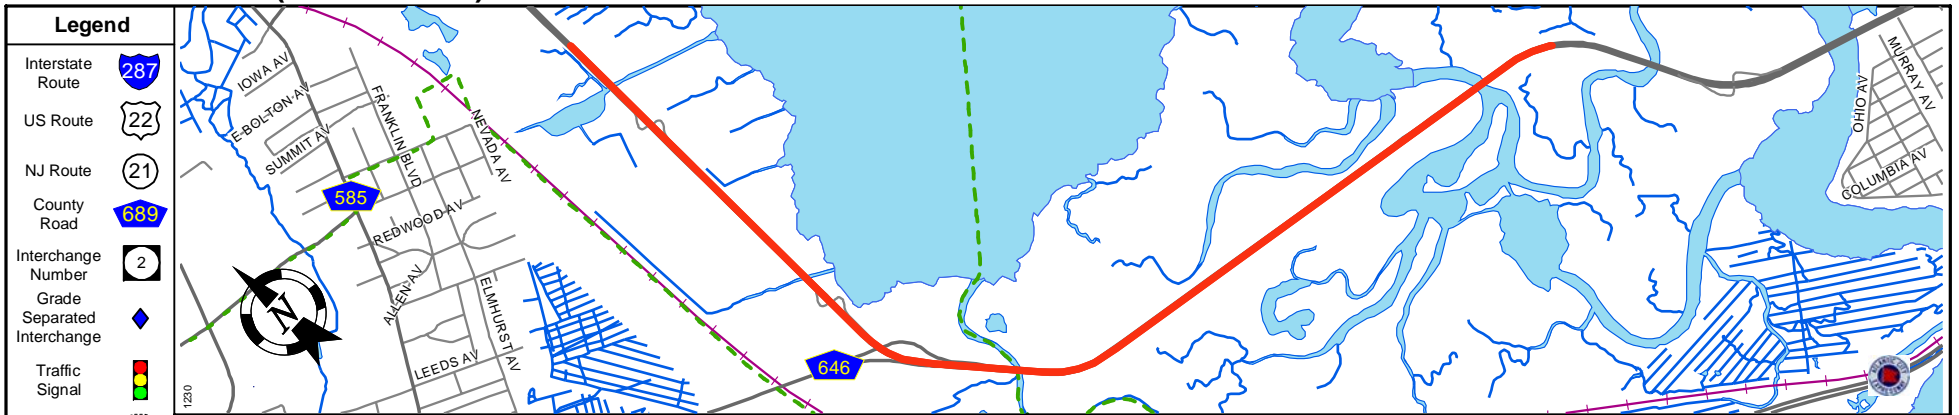 Legend
Interstate
Route
287
US Route
22
NJ Route
21
County
Road
689
Interchange
Number
2
Grade
Separated
Interchange
Traffic
Signal
IOWA AV
E BOLTON AV
SUMMIT AV
FRANKLIN BLVD
NEVADA AV
585
REDWOOD AV
ALLEN AV
ELMHURST AV
LEEDS AV
N
1230
646
MURRAY AV
OHIO AV
COLUMBIA AV